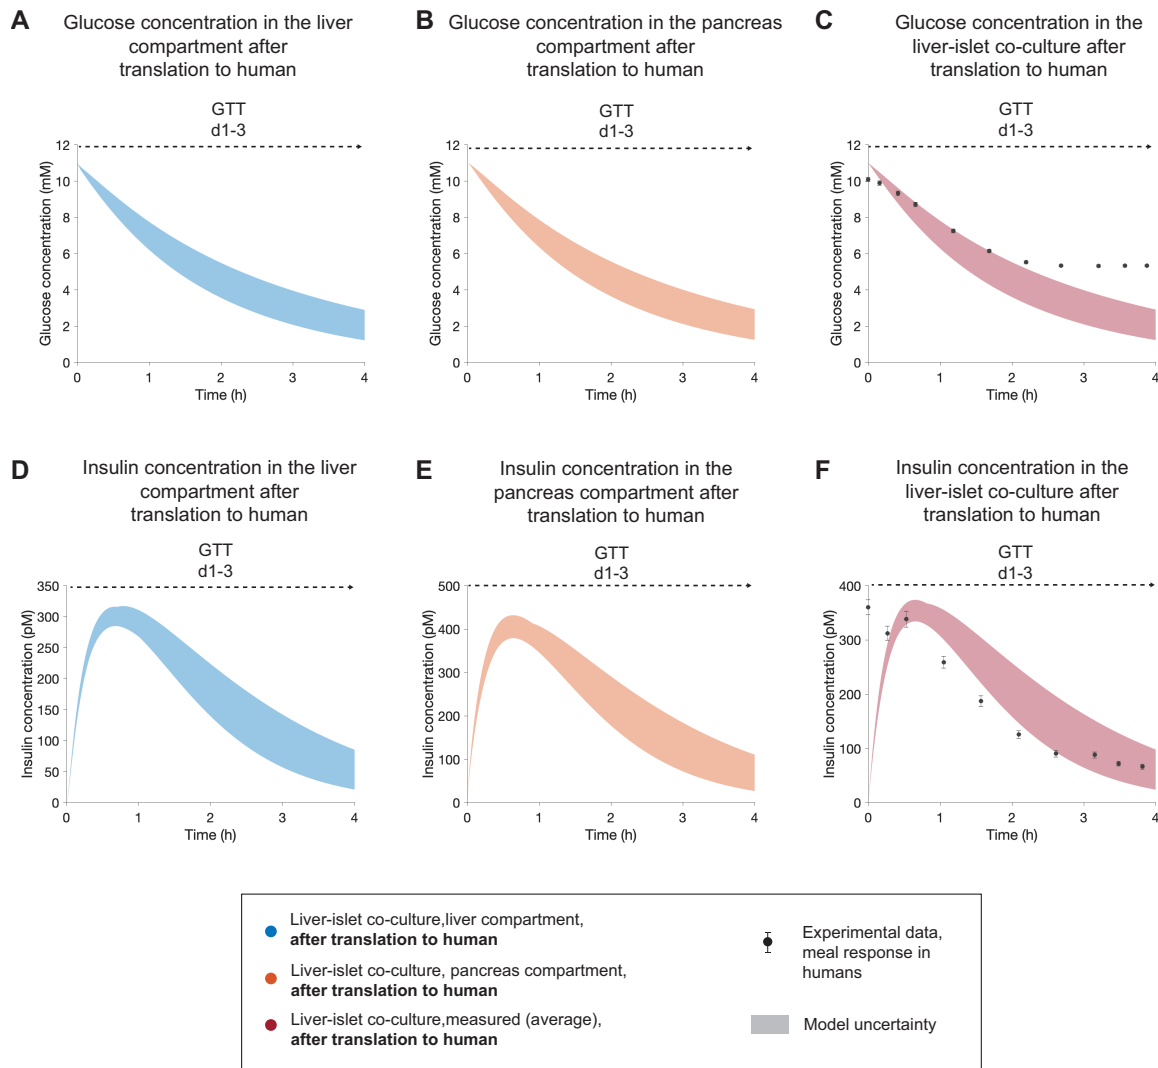 A
Glucose concentration in the liver
compartment after
translation to human
GTT
d1-3
Glucose concentration (mM)
12
10
8
6
4
2
0
0
1
2
3
4
Time (h)
B
Glucose concentration in the pancreas
compartment after
translation to human
GTT
d1-3
Glucose concentration (mM)
12
10
8
6
4
2
0
0
1
2
3
4
Time (h)
C
Glucose concentration in the
liver-islet co-culture after
translation to human
GTT
d1-3
Glucose concentration (mM)
12
10
8
6
4
2
0
0
1
2
3
4
Time (h)
D
Insulin concentration in the liver
compartment after
translation to human
GTT
d1-3
Insulin concentration (pM)
350
300
250
200
150
100
50
0
0
1
2
3
4
Time (h)
E
Insulin concentration in the
pancreas compartment after
translation to human
GTT
d1-3
Insulin concentration (pM)
500
400
300
200
100
0
0
1
2
3
4
Time (h)
F
Insulin concentration in the
liver-islet co-culture after
translation to human
GTT
d1-3
Insulin concentration (pM)
400
300
200
100
0
0
1
2
3
4
Time (h)
Liver-islet co-culture,liver compartment,
after translation to human
Liver-islet co-culture, pancreas compartment,
after translation to human
Liver-islet co-culture,measured (average),
after translation to human
Experimental data,
meal response in
humans
Model uncertainty